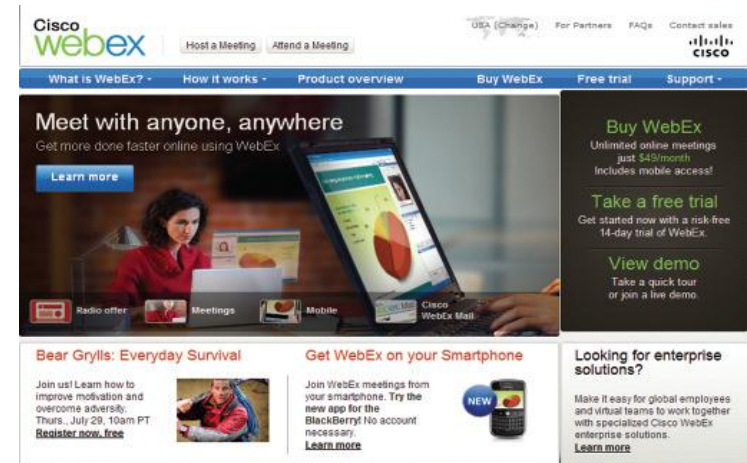 Cisco
webex
Host a Meeting
Attend a Meeting
USA (Change)
For Partners
FAQs
Contact sales
CISCO
What is WebEx?
How it works
Product overview
Buy WebEx
Free trial
Support
Meet with anyone, anywhere
Get more done faster online using WebEx
Learn more
Radio offer
Meetings
Mobile
Cisco
WebEx Mail
Buy WebEx
Unlimited online meetings
just $49/month
Includes mobile access!
Take a free trial
Get started now with a risk-free
14-day trial of WebEx.
View demo
Take a quick tour
or join a live demo.
Bear Grylls: Everyday Survival
Join us! Learn how to
improve motivation and
overcome adversity.
Thurs., July 29, 10am PT
Register now, free
Get WebEx on your Smartphone
Join WebEx meetings from
your smartphone. Try the
new app for the
BlackBerry! No account
necessary.
Learn more
NEW
Looking for enterprise
solutions?
Make it easy for global employees
and virtual teams to work together
with specialized Cisco WebEx
enterprise solutions.
Learn more